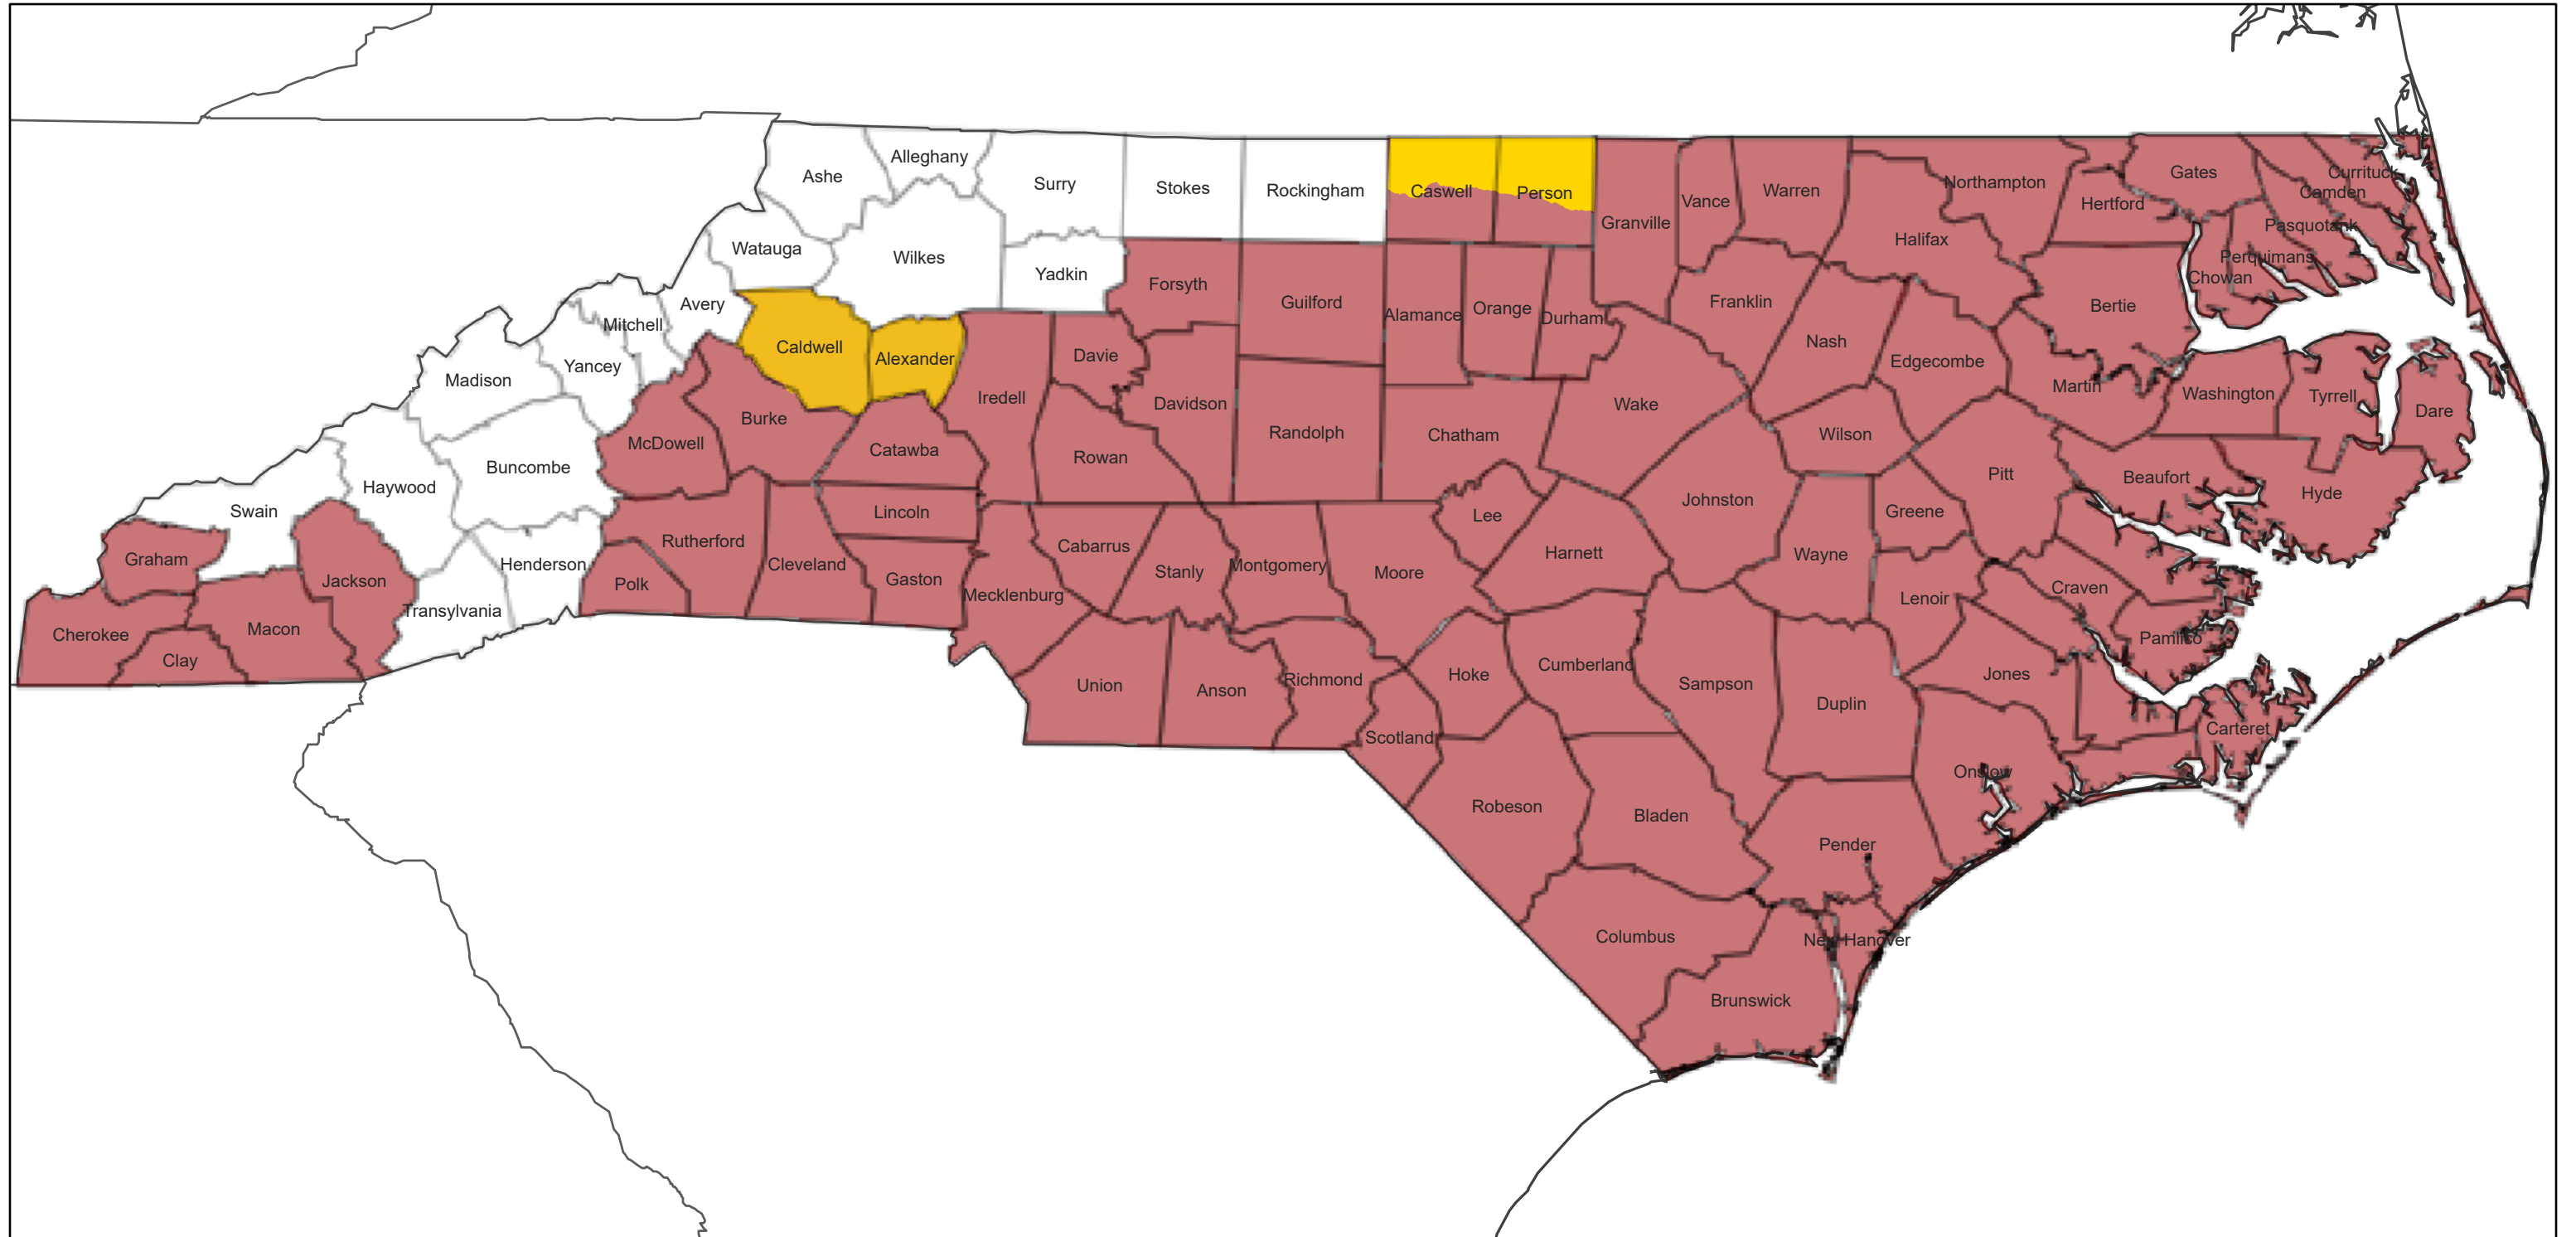 Ashe
Alleghany
Surry
Stokes
Rockingham
Caswell
Person
Granville
Vance
Warren
Northampton
Hertford
Gates
Currituck
Camden
Pasquotank
Perquimans
Chowan
Halifax
Watauga
Wilkes
Yadkin
Forsyth
Guilford
Alamance
Orange
Durham
Franklin
Nash
Edgecombe
Bertie
Avery
Mitchell
Yancey
Madison
Caldwell
Alexander
Iredell
Davie
Davidson
Randolph
Chatham
Wake
Wilson
Martin
Washington
Tyrrell
Dare
Burke
McDowell
Catawba
Rowan
Buncombe
Haywood
Swain
Lincoln
Lee
Johnston
Greene
Pitt
Beaufort
Hyde
Graham
Jackson
Henderson
Rutherford
Cleveland
Gaston
Cabarrus
Stanly
Montgomery
Moore
Harnett
Wayne
Lenoir
Craven
Pamlico
Polk
Mecklenburg
Transylvania
Cherokee
Clay
Macon
Union
Anson
Richmond
Hoke
Cumberland
Sampson
Duplin
Jones
Carteret
Scotland
Robeson
Bladen
Onslow
Pender
Columbus
New Hanover
Brunswick